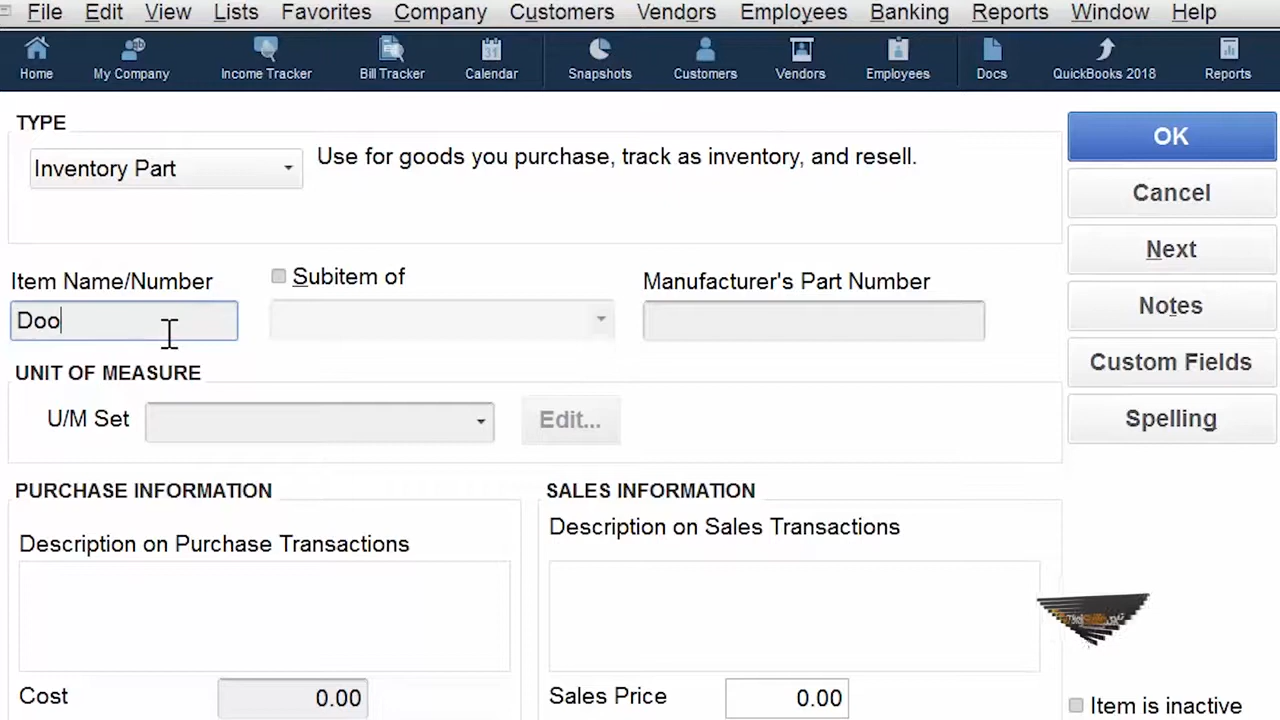 File Edit View Lists Favorites Company Customers Vendors Employees Banking Reports Window Help
Home My Company Income Tracker Bill Tracker Calendar Snapshots Customers Vendors Employees Docs QuickBooks 2018 Reports
TYPE
Inventory Part
Use for goods you purchase, track as inventory, and resell.
OK
Cancel
Next
Notes
Custom Fields
Spelling
Item Name/Number
Subitem of
Manufacturer's Part Number
Doo
UNIT OF MEASURE
U/M Set
Edit...
PURCHASE INFORMATION
SALES INFORMATION
Description on Purchase Transactions
Description on Sales Transactions
Cost 0.00
Sales Price 0.00
Item is inactive